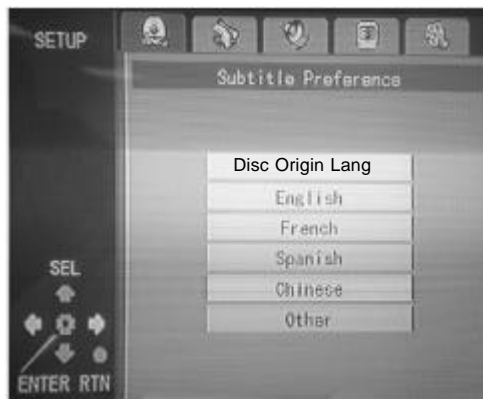 SETUP
Subtitle Preference
Disc Origin Lang
English
French
Spanish
Chinese
Other
SEL
ENTER RTN